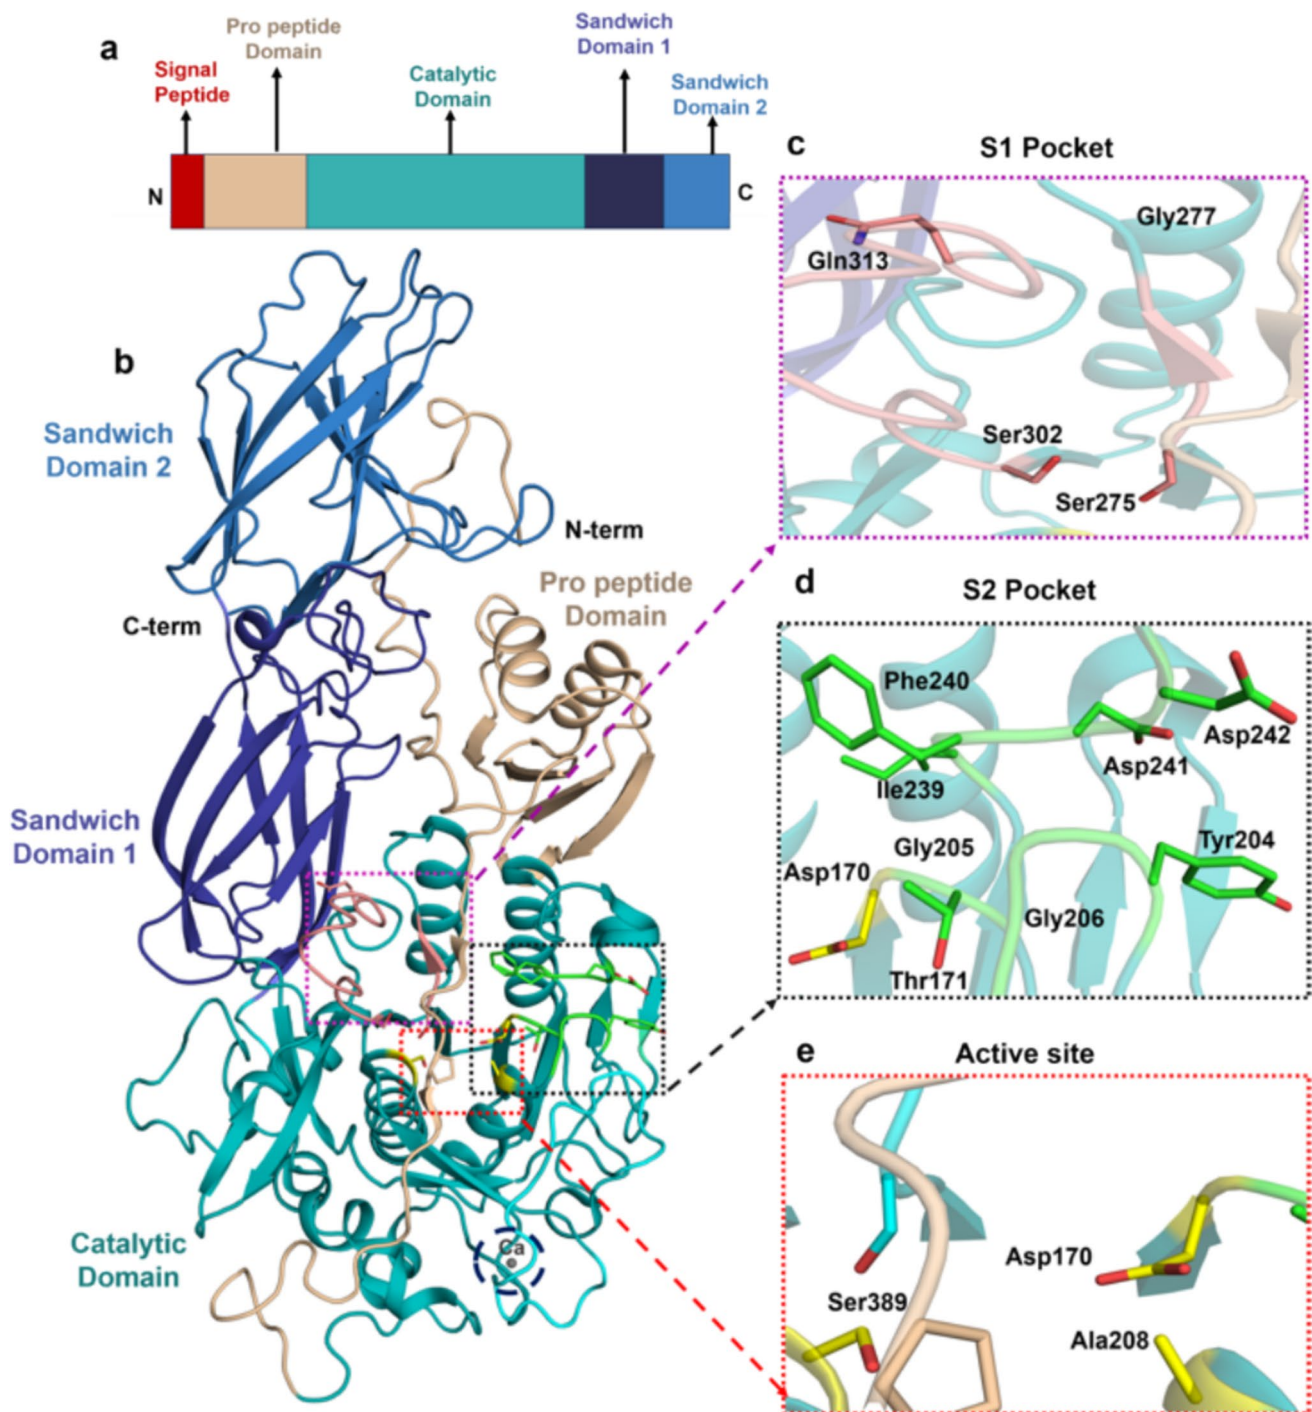 a
Pro peptide
Domain
Sandwich
Domain 1
Signal
Peptide
Catalytic
Domain
Sandwich
Domain 2
N
C
b
Sandwich
Domain 2
N-term
Pro peptide
Domain
C-term
Sandwich
Domain 1
Catalytic
Domain
Ca
c
S1 Pocket
Gly277
Gln313
Ser302
Ser275
d
S2 Pocket
Phe240
Asp242
Asp241
Ile239
Tyr204
Gly205
Asp170
Gly206
Thr171
e
Active site
Asp170
Ser389
Ala208